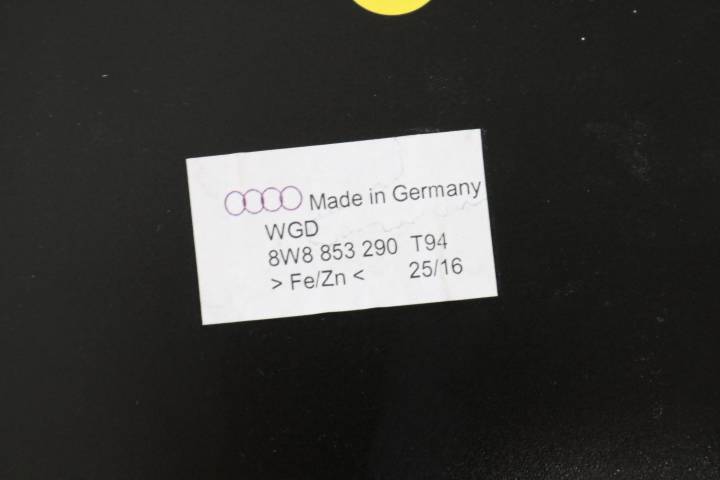 Made in Germany
WGD
8W8 853 290 T94
> Fe/Zn < 25/16